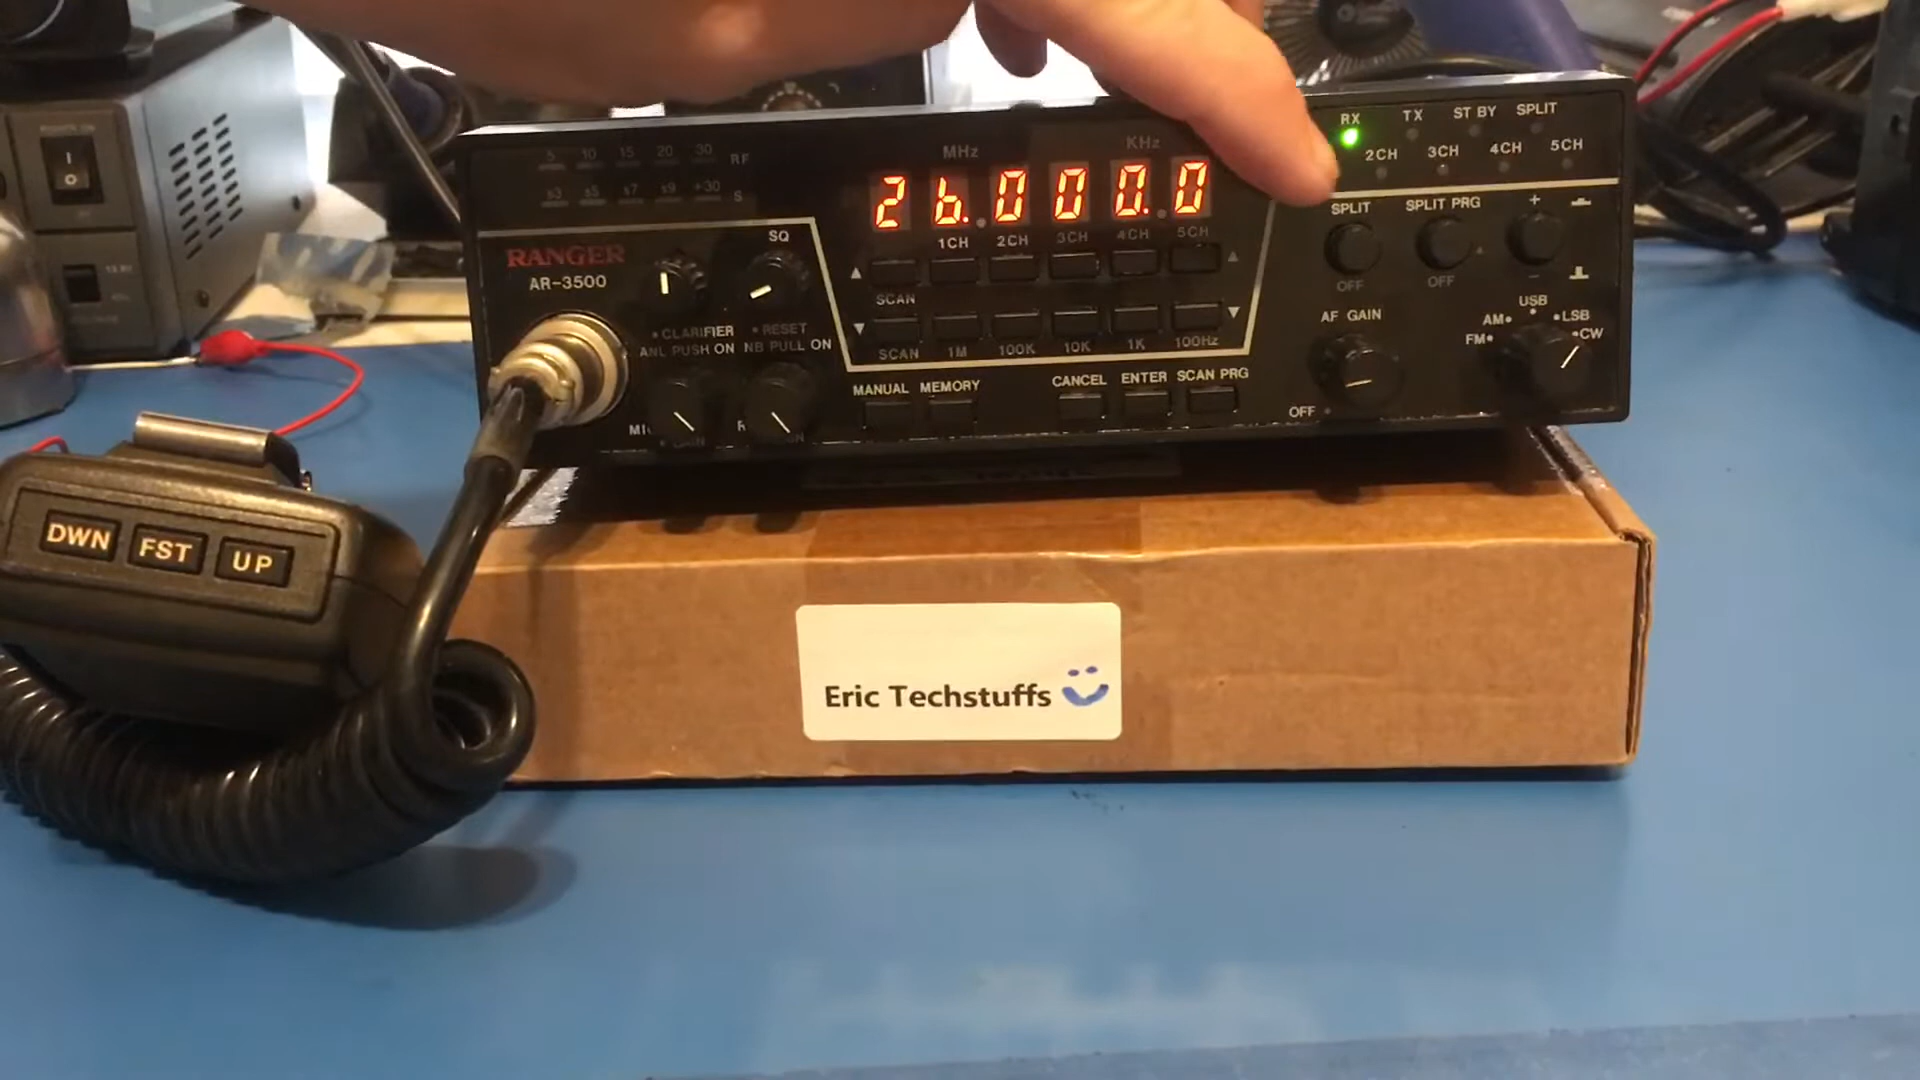 RX TX ST BY SPLIT
2CH 3CH 4CH 5CH
5 10 15 20 30 RF
s3 s5 s7 s9 +30 S
MHz KHz
26.000.0
1CH 2CH 3CH 4CH 5CH
RANGER
AR-3500
SQ
SCAN
CLARIFIER
RESET
ANL PUSH ON NB PULL ON
SCAN 1M 100K 10K 1K 100Hz
MANUAL MEMORY CANCEL ENTER SCAN PRG
SPLIT SPLIT PRG +
OFF OFF −
AF GAIN
OFF
USB
AM LSB
FM CW
DWN FST UP
Eric Techstuffs